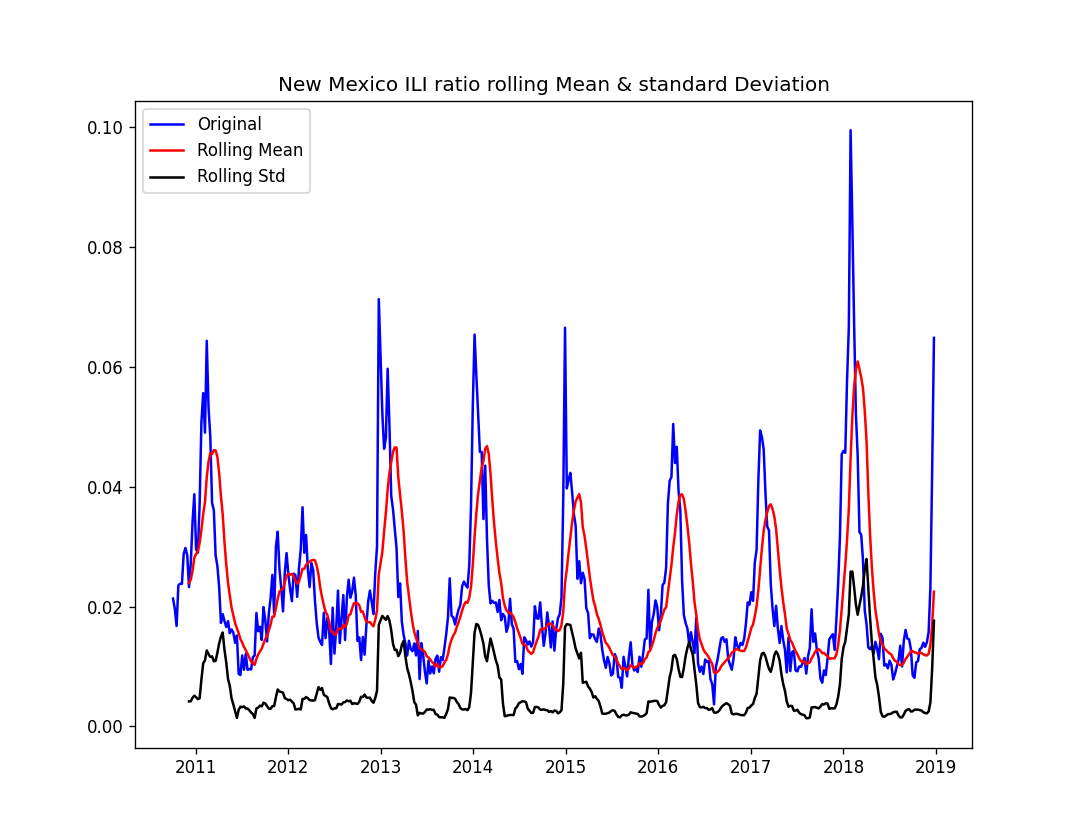 New Mexico ILI ratio rolling Mean & standard Deviation
Original
Rolling Mean
Rolling Std
0.10
0.08
0.06
0.04
0.02
0.00
2011 2012 2013 2014 2015 2016 2017 2018 2019